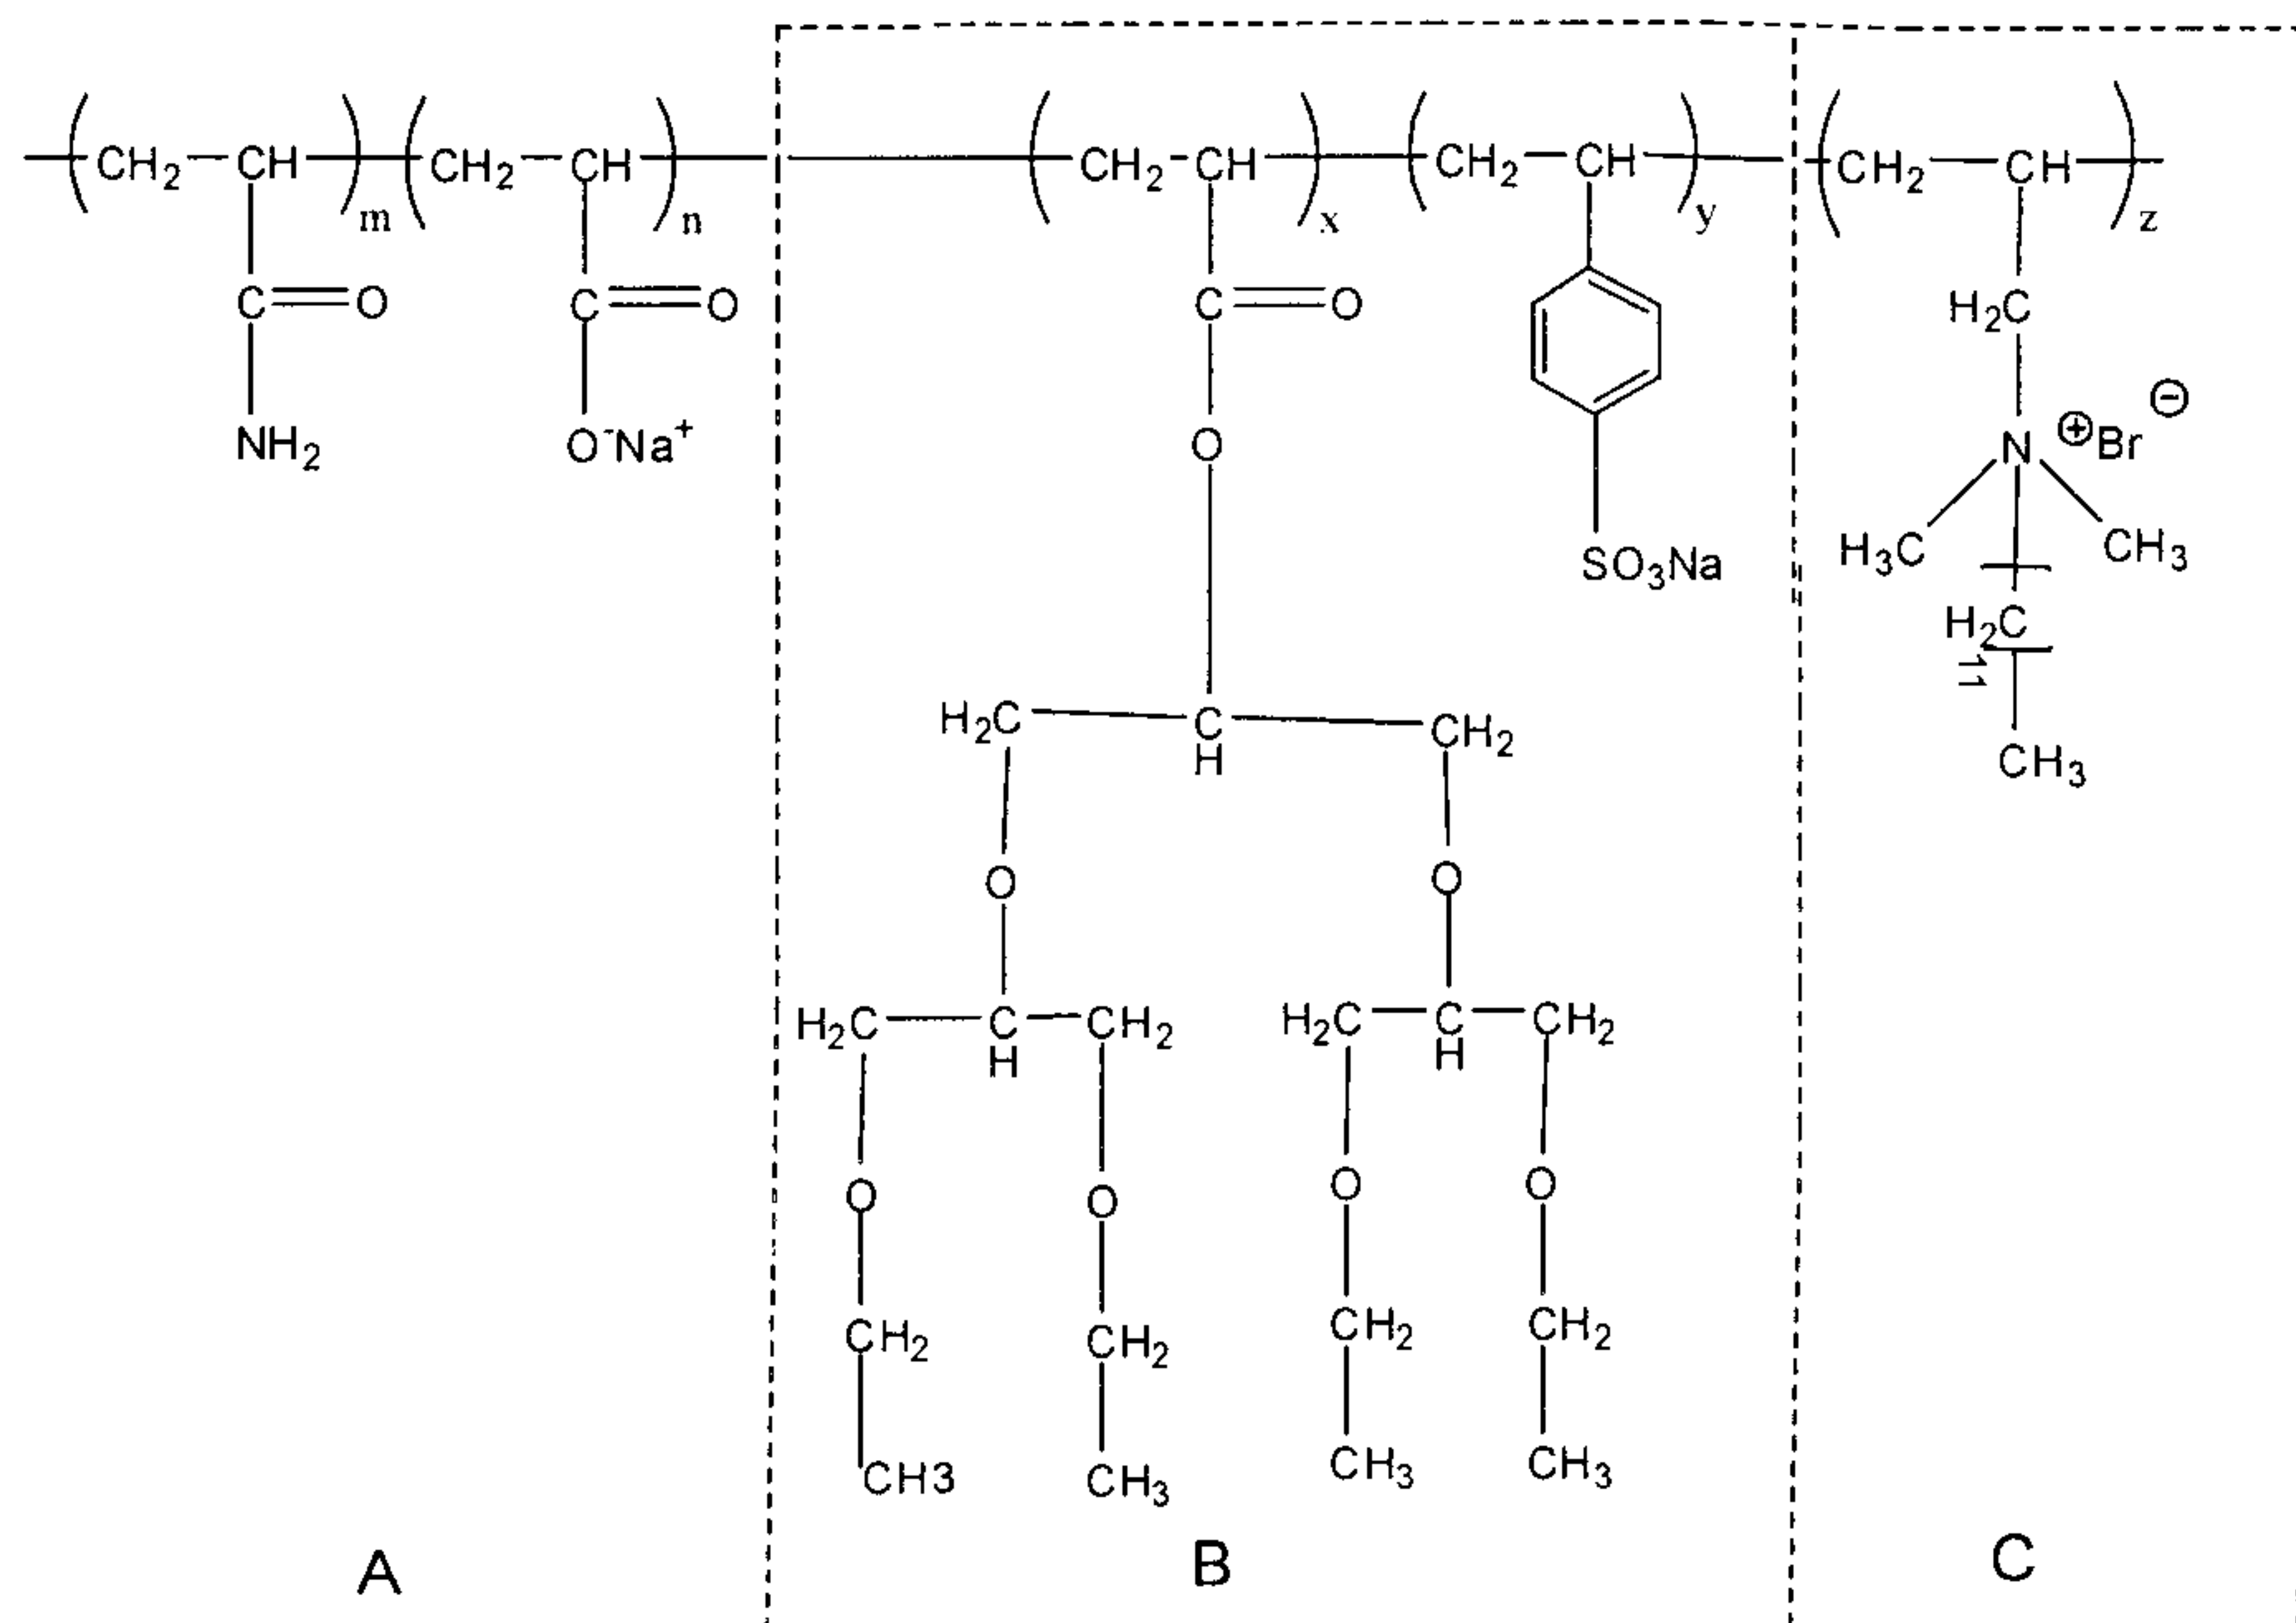 CH2 CH m CH2 CH n CH2 CH x CH2 CH y CH2 CH z
C O C O C O H2C
NH2 O-Na+ O N ⊕Br⊖
SO3Na H3C CH3
H2C
11
H2C C H CH2 CH3
O O
H2C C H CH2 H2C C H CH2
O O O O
CH2 CH2 CH2 CH2
CH3 CH3 CH3 CH3
A B C